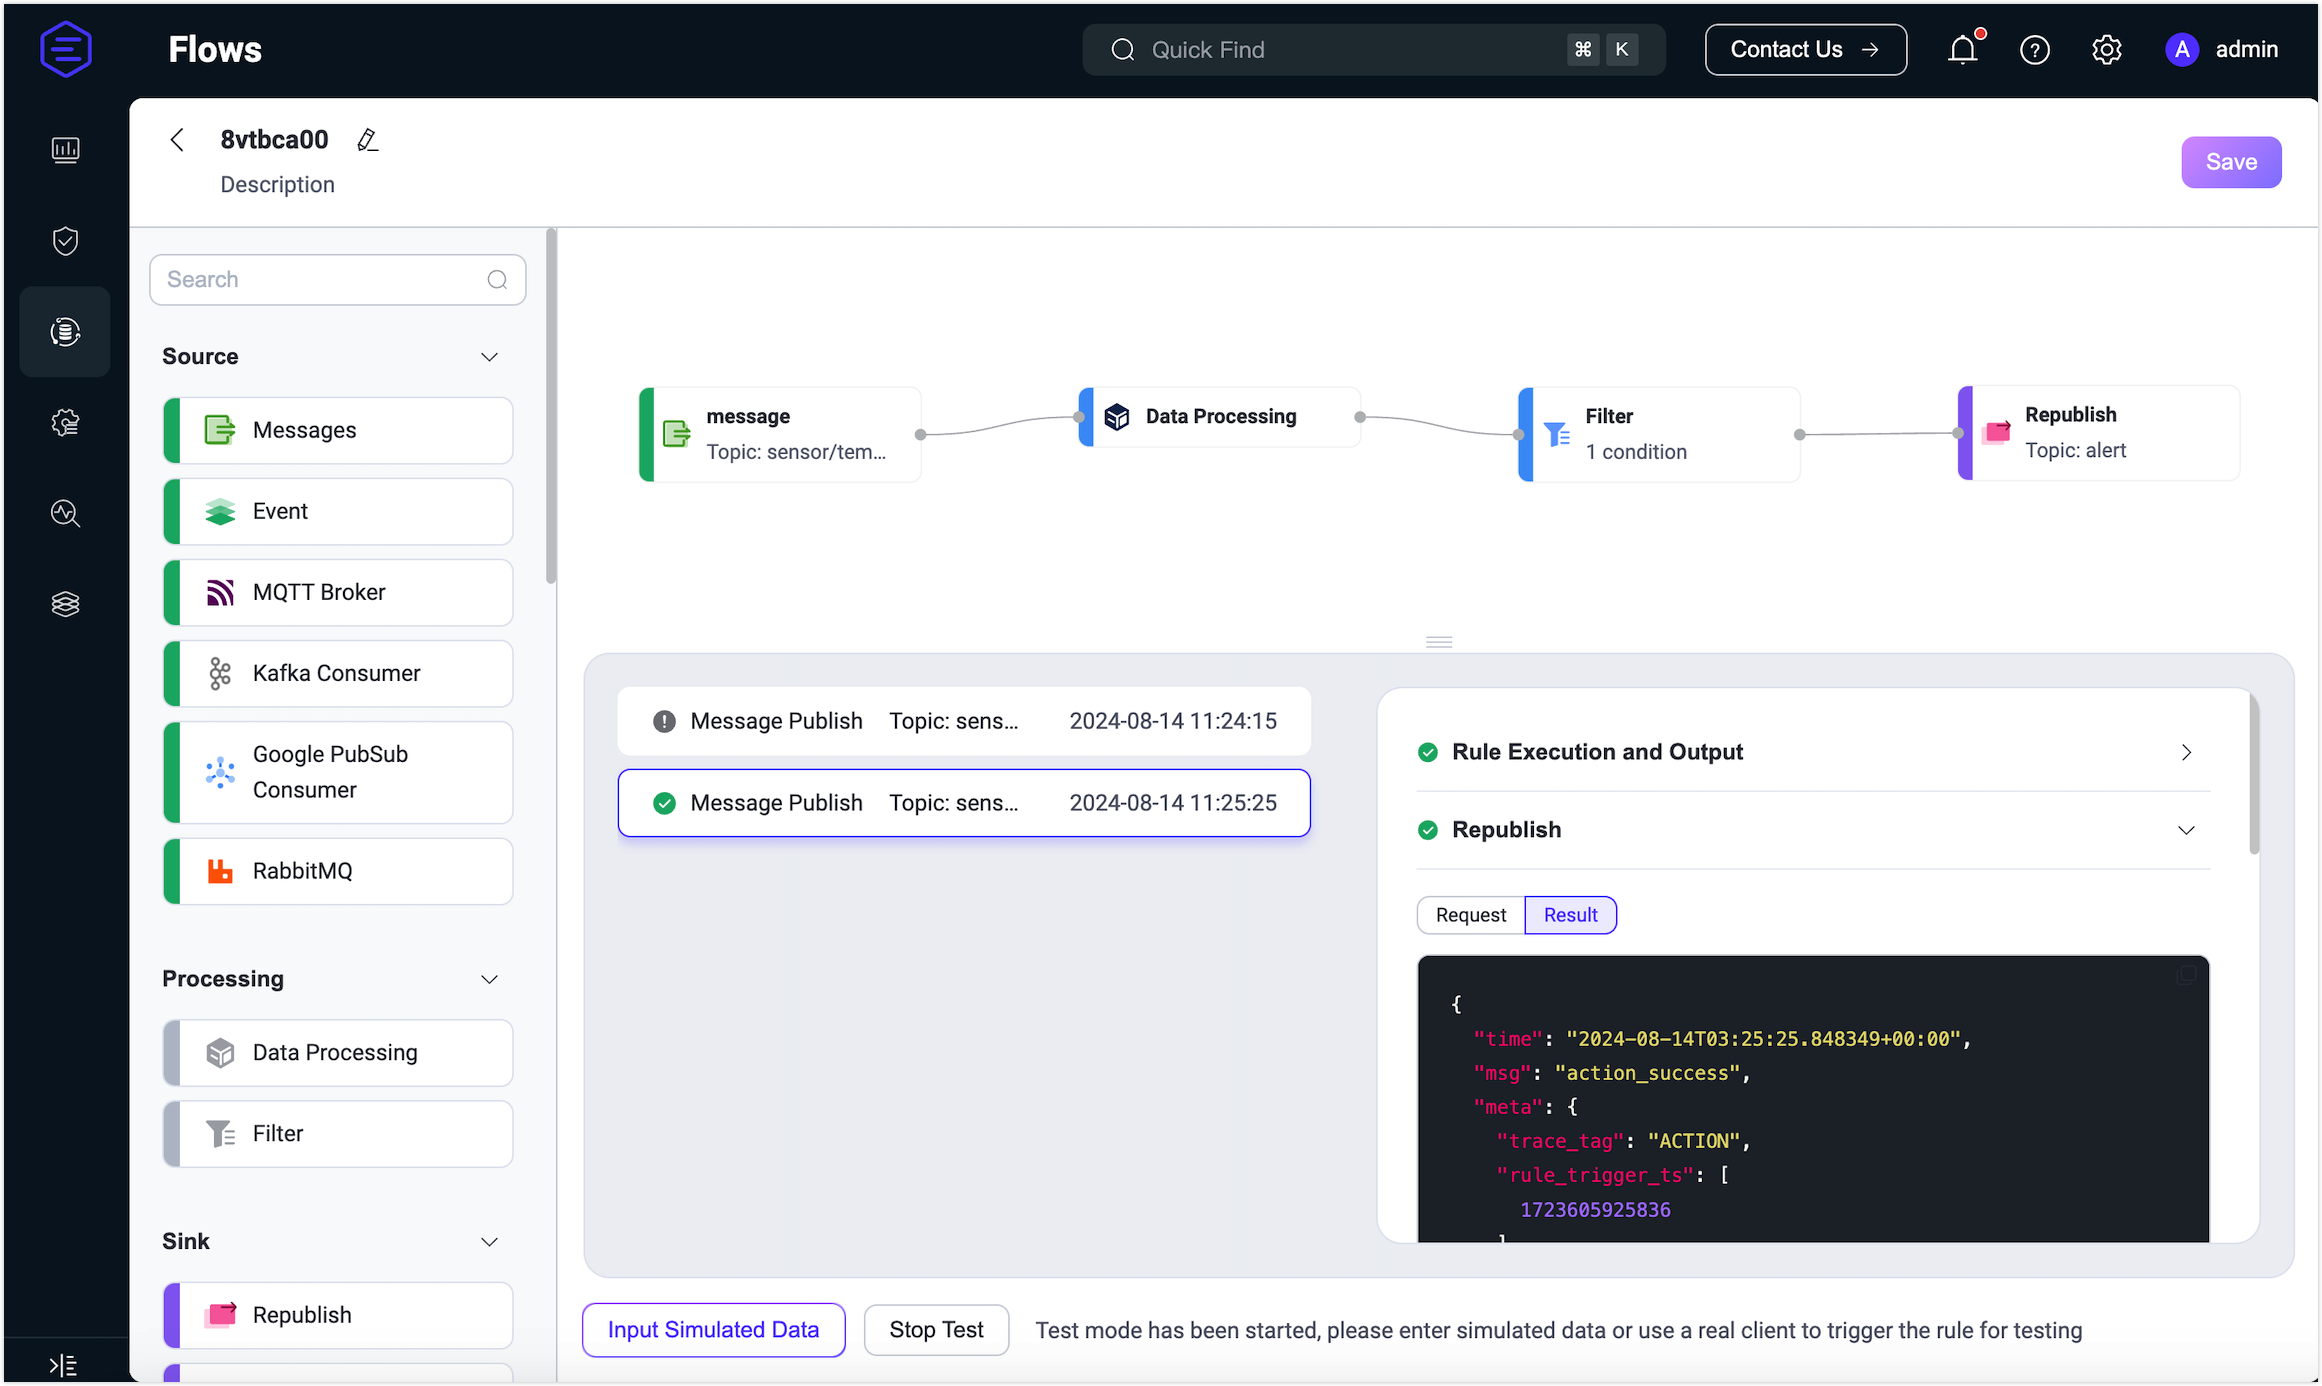 Flows
Quick Find
⌘ K
Contact Us →
A admin
8vtbca00
Description
Save
Search
Source
Messages
Event
MQTT Broker
Kafka Consumer
Google PubSub
Consumer
RabbitMQ
Processing
Data Processing
Filter
Sink
Republish
message
Topic: sensor/tem...
Data Processing
Filter
1 condition
Republish
Topic: alert
Message Publish Topic: sens... 2024-08-14 11:24:15
Message Publish Topic: sens... 2024-08-14 11:25:25
Rule Execution and Output
Republish
Request Result
{
"time": "2024-08-14T03:25:25.848349+00:00",
"msg": "action_success",
"meta": {
"trace_tag": "ACTION",
"rule_trigger_ts": [
1723605925836
]
Input Simulated Data Stop Test Test mode has been started, please enter simulated data or use a real client to trigger the rule for testing